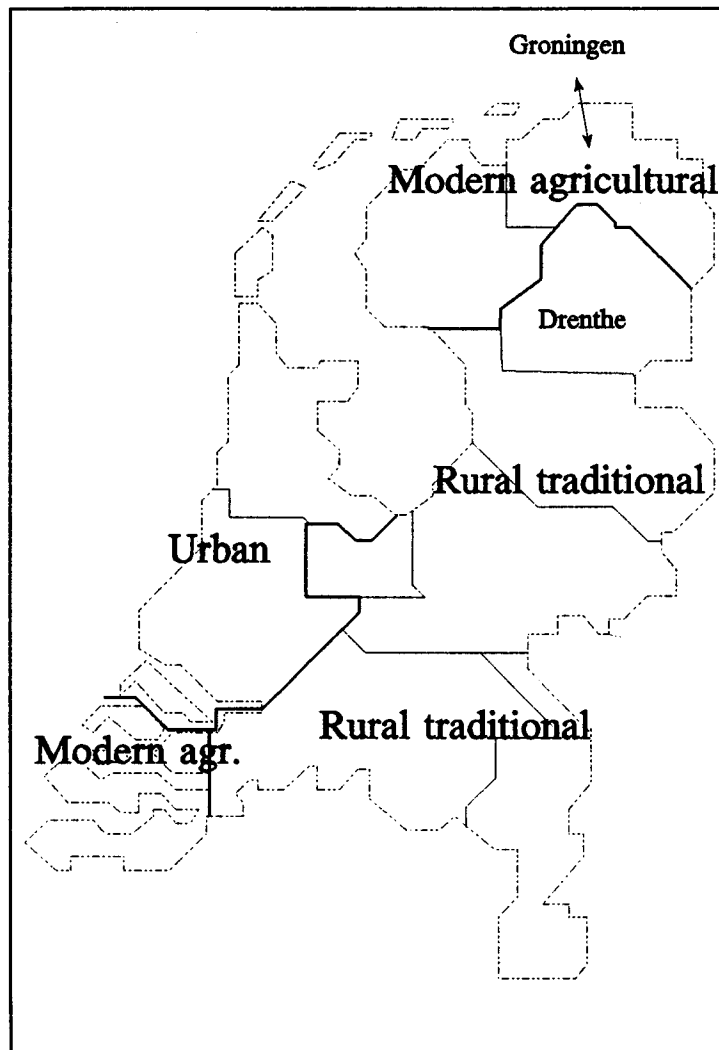 Groningen
Modern agricultural
Drenthe
Rural traditional
Urban
Rural traditional
Modern agr.